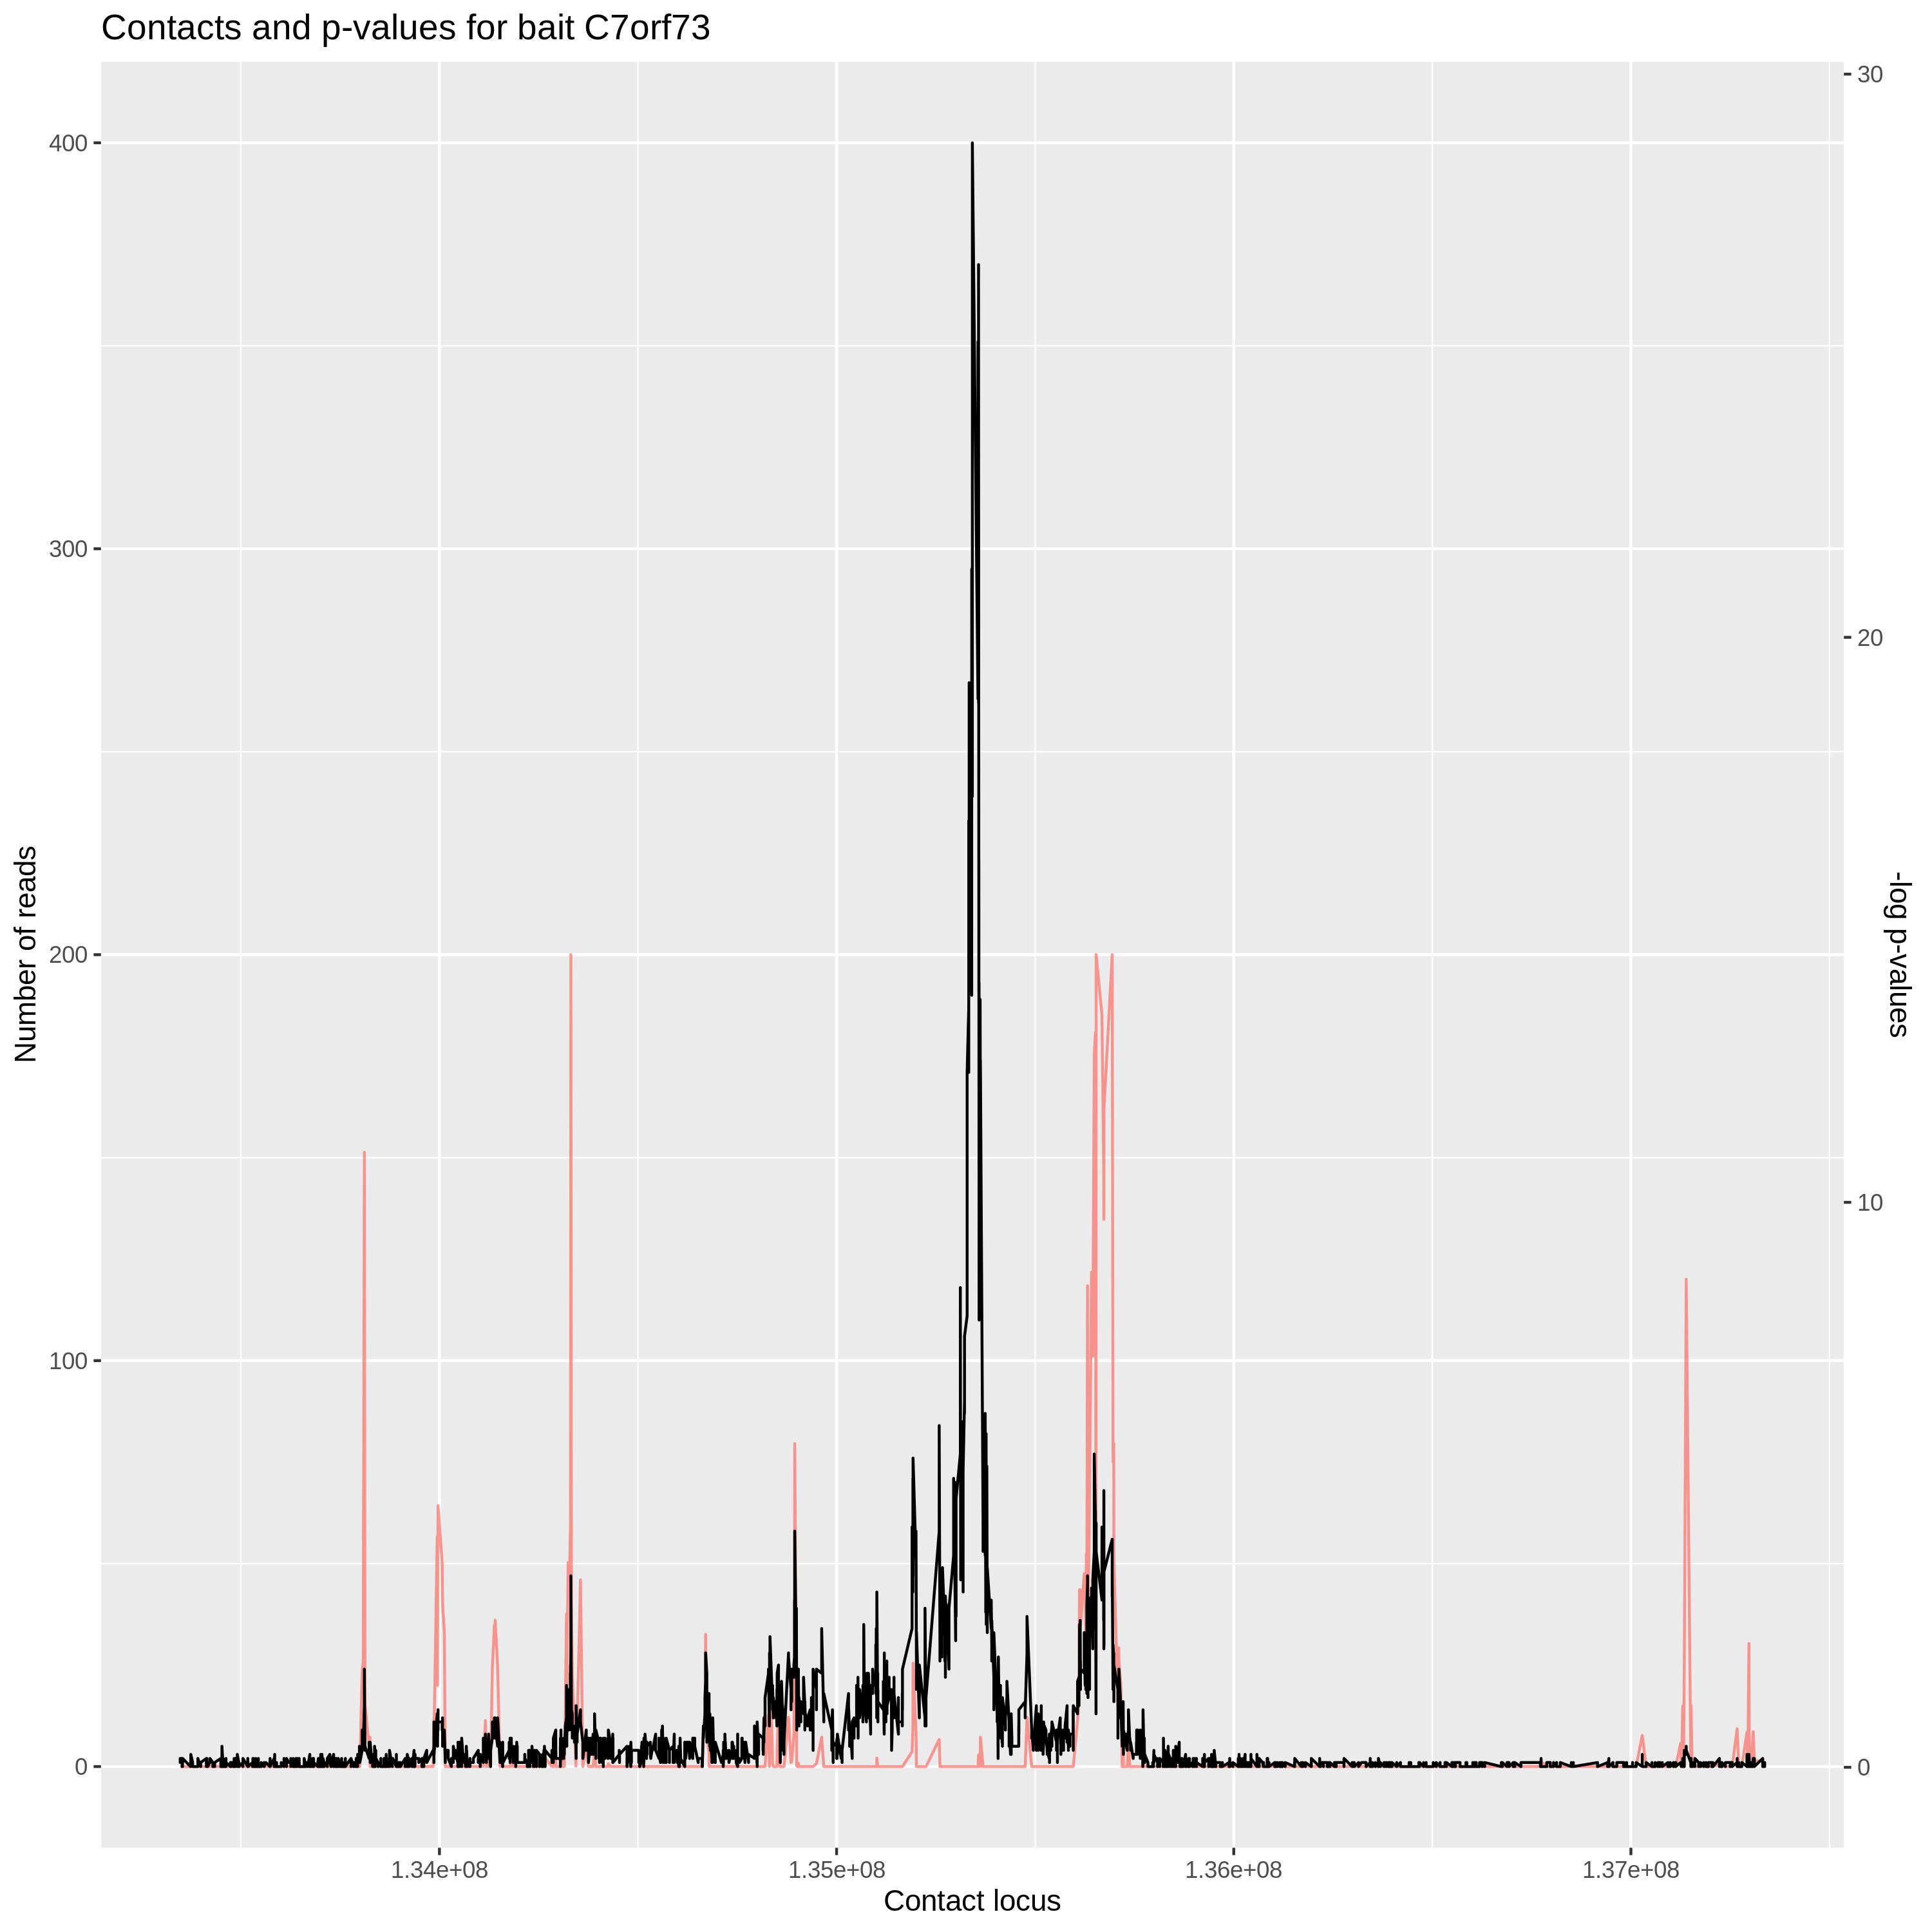 Contacts and p-values for bait C7orf73
400
300
200
100
0
30
20
10
0
Number of reads
-log p-values
1.34e+08
1.35e+08
1.36e+08
1.37e+08
Contact locus